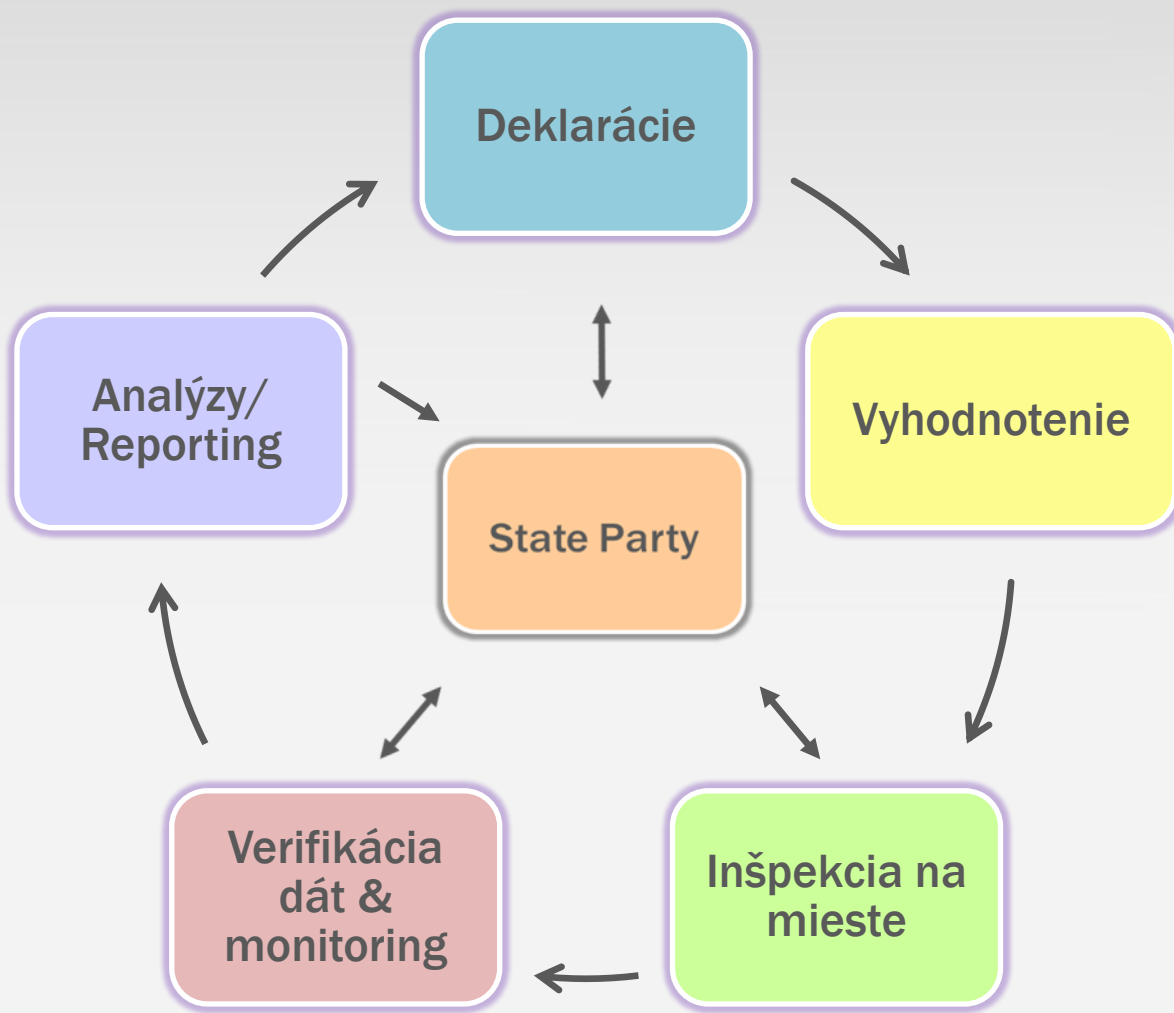 Deklarácie
Vyhodnotenie
Inšpekcia na
mieste
Verifikácia
dát &
monitoring
Analýzy/
Reporting
State Party